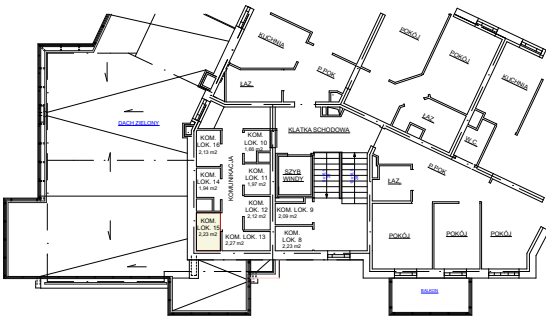 KUCHNIA
POKÓJ
POKÓJ
P.POK
KUCHNIA
ŁAZ.
ŁAZ.
W.C.
DACH ZIELONY
KLATKA SCHODOWA
KOM.
LOK. 16
2,13 m2
KOM.
LOK. 10
1,66 m2
KOMUNIKACJA
KOM.
LOK. 14
1,94 m2
KOM.
LOK. 11
1,97 m2
SZYB
WINDY
P.POK
ŁAZ.
KOM.
LOK. 12
2,12 m2
KOM. LOK. 9
2,09 m2
KOM.
LOK. 15
2,23 m2
KOM. LOK. 13
2,27 m2
KOM. LOK. 8
2,23 m2
POKÓJ
POKÓJ
POKÓJ
BALKON